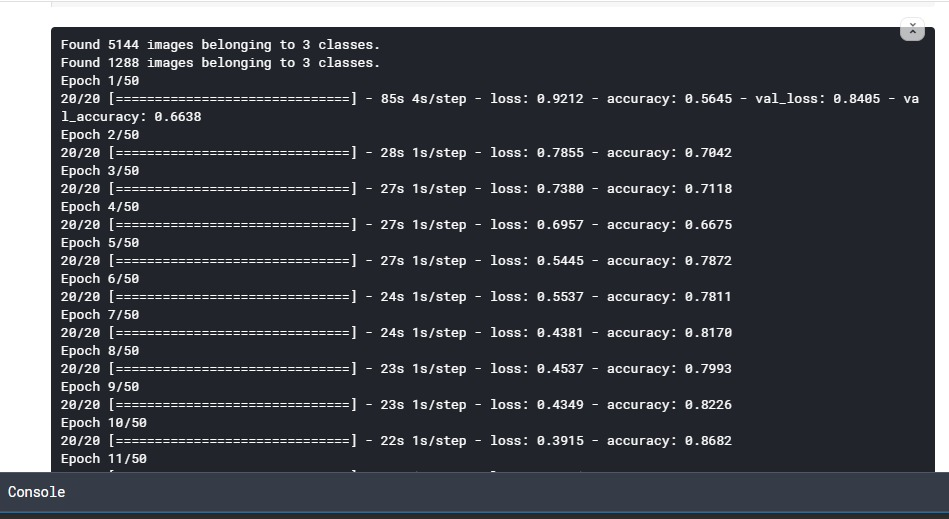 Found 5144 images belonging to 3 classes.
Found 1288 images belonging to 3 classes.
Epoch 1/50
20/20 [==============================] - 85s 4s/step - loss: 0.9212 - accuracy: 0.5645 - val_loss: 0.8405 - va
l_accuracy: 0.6638
Epoch 2/50
20/20 [==============================] - 28s 1s/step - loss: 0.7855 - accuracy: 0.7042
Epoch 3/50
20/20 [==============================] - 27s 1s/step - loss: 0.7380 - accuracy: 0.7118
Epoch 4/50
20/20 [==============================] - 27s 1s/step - loss: 0.6957 - accuracy: 0.6675
Epoch 5/50
20/20 [==============================] - 27s 1s/step - loss: 0.5445 - accuracy: 0.7872
Epoch 6/50
20/20 [==============================] - 24s 1s/step - loss: 0.5537 - accuracy: 0.7811
Epoch 7/50
20/20 [==============================] - 24s 1s/step - loss: 0.4381 - accuracy: 0.8170
Epoch 8/50
20/20 [==============================] - 23s 1s/step - loss: 0.4537 - accuracy: 0.7993
Epoch 9/50
20/20 [==============================] - 23s 1s/step - loss: 0.4349 - accuracy: 0.8226
Epoch 10/50
20/20 [==============================] - 22s 1s/step - loss: 0.3915 - accuracy: 0.8682
Epoch 11/50
Console